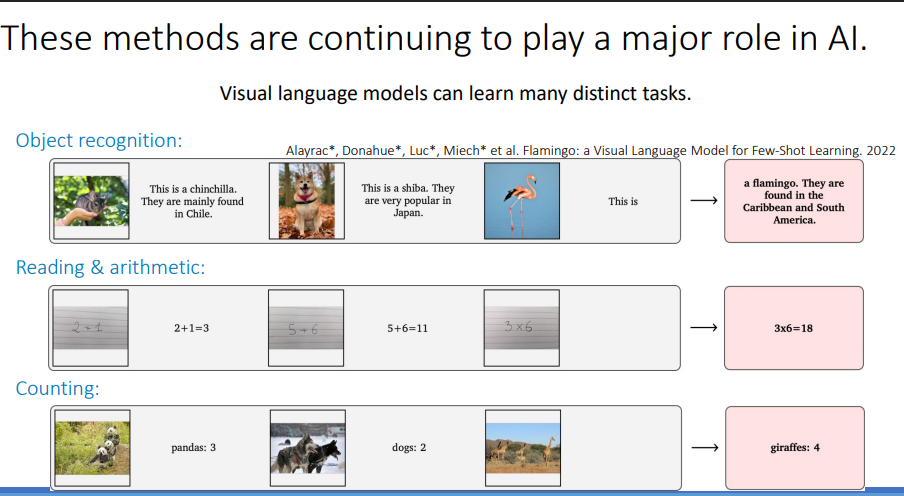 These methods are continuing to play a major role in AI.
Visual language models can learn many distinct tasks.
Object recognition:
Alayrac*, Donahue*, Luc*, Miech* et al. Flamingo: a Visual Language Model for Few-Shot Learning. 2022
This is a chinchilla.
They are mainly found
in Chile.
This is a shiba. They
are very popular in
Japan.
This is
a flamingo. They are
found in the
Caribbean and South
America.
Reading & arithmetic:
2+1
2+1=3
5+6
5+6=11
3x6
3x6=18
Counting:
pandas: 3
dogs: 2
giraffes: 4